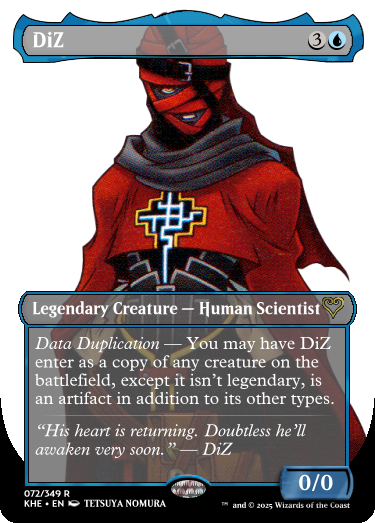 DiZ 3
Legendary Creature — Human Scientist
Data Duplication — You may have DiZ
enter as a copy of any creature on the
battlefield, except it isn't legendary, is
an artifact in addition to its other types.
“His heart is returning. Doubtless he'll
awaken very soon.” — DiZ
0/0
072/349 R
KHE • EN TETSUYA NOMURA ™ and © 2025 Wizards of the Coast